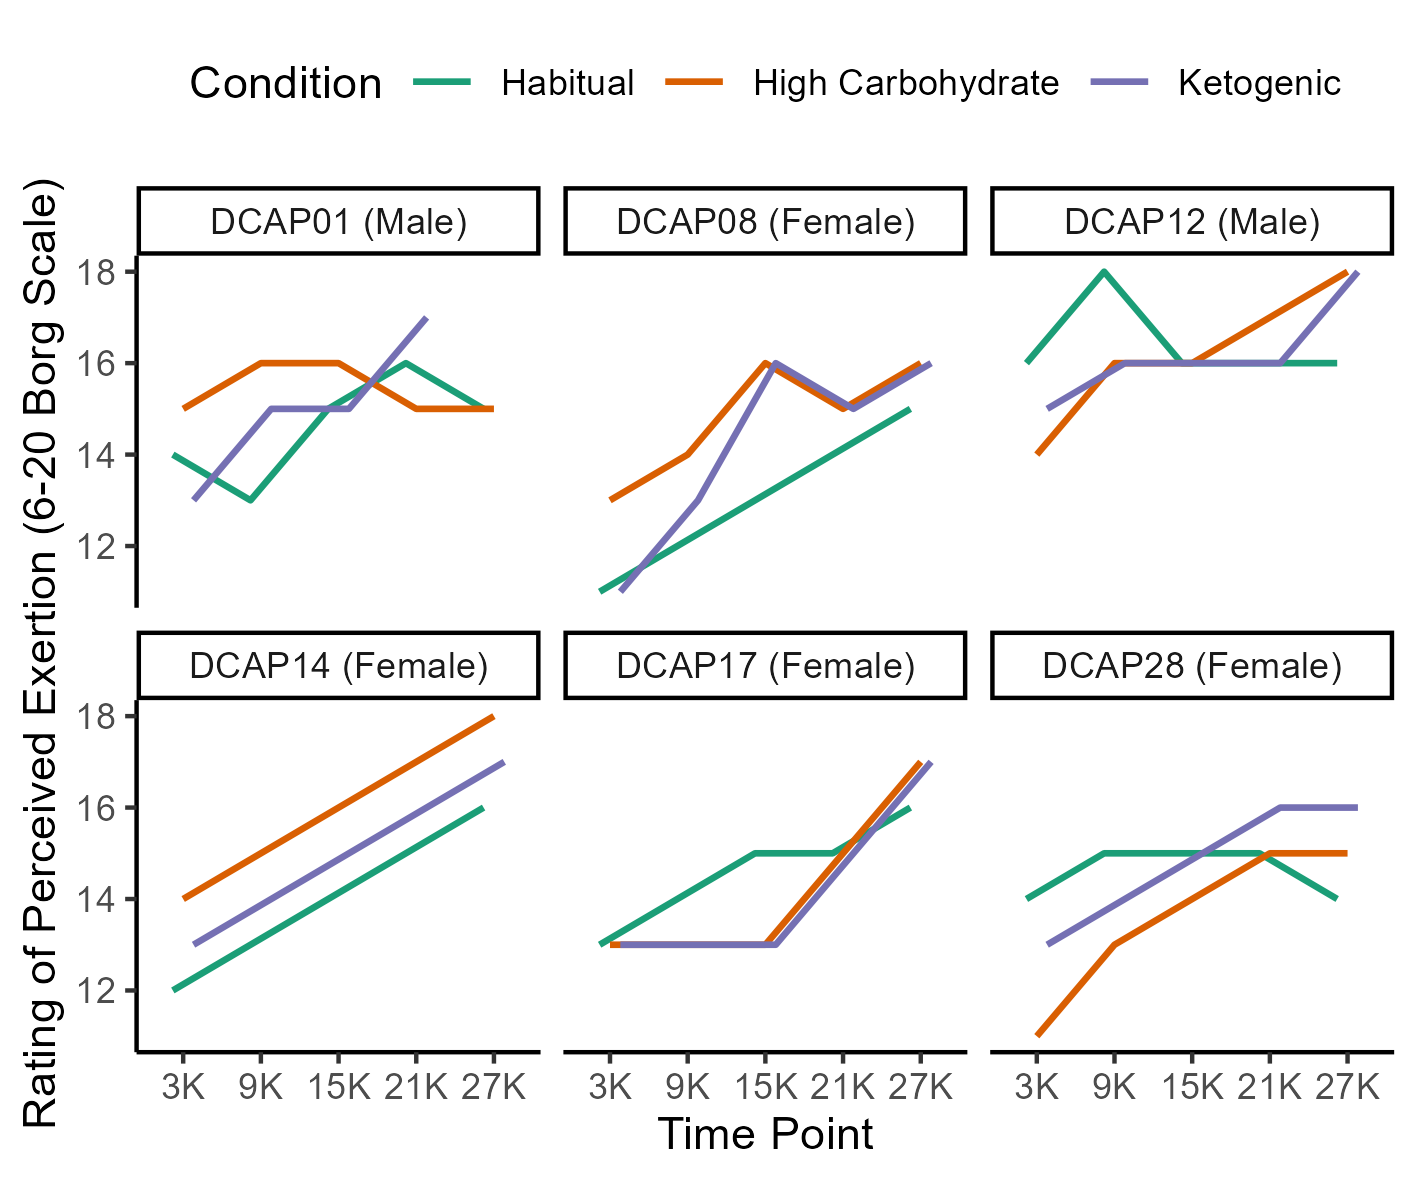 Condition Habitual High Carbohydrate Ketogenic
Rating of Perceived Exertion (6-20 Borg Scale)
DCAP01 (Male) DCAP08 (Female) DCAP12 (Male)
18
16
14
12
DCAP14 (Female) DCAP17 (Female) DCAP28 (Female)
18
16
14
12
3K 9K 15K 21K 27K 3K 9K 15K 21K 27K 3K 9K 15K 21K 27K
Time Point